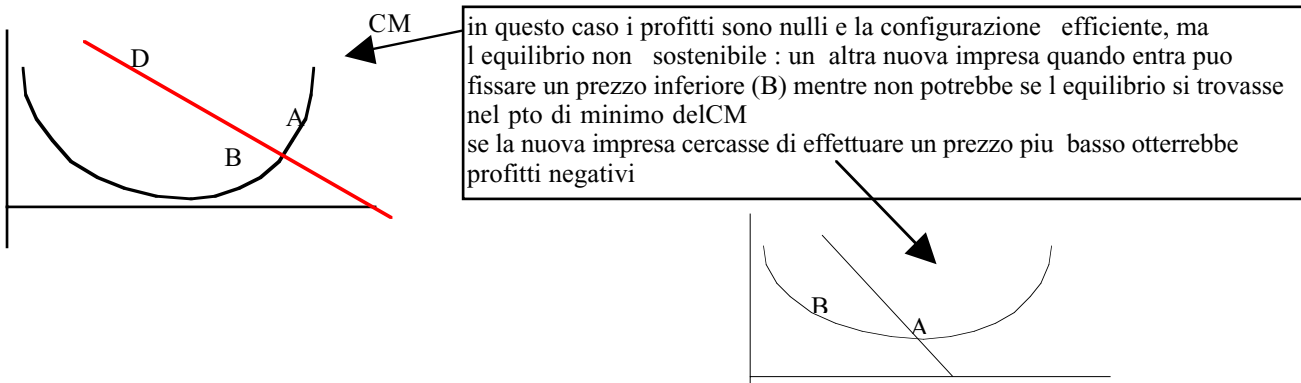 CM
in questo caso i profitti sono nulli e la configurazione efficiente, ma
l equilibrio non sostenibile : un altra nuova impresa quando entra puo
fissare un prezzo inferiore (B) mentre non potrebbe se l equilibrio si trovasse
nel pto di minimo delCM
se la nuova impresa cercasse di effettuare un prezzo piu basso otterrebbe
profitti negativi
D
A
B
B
A